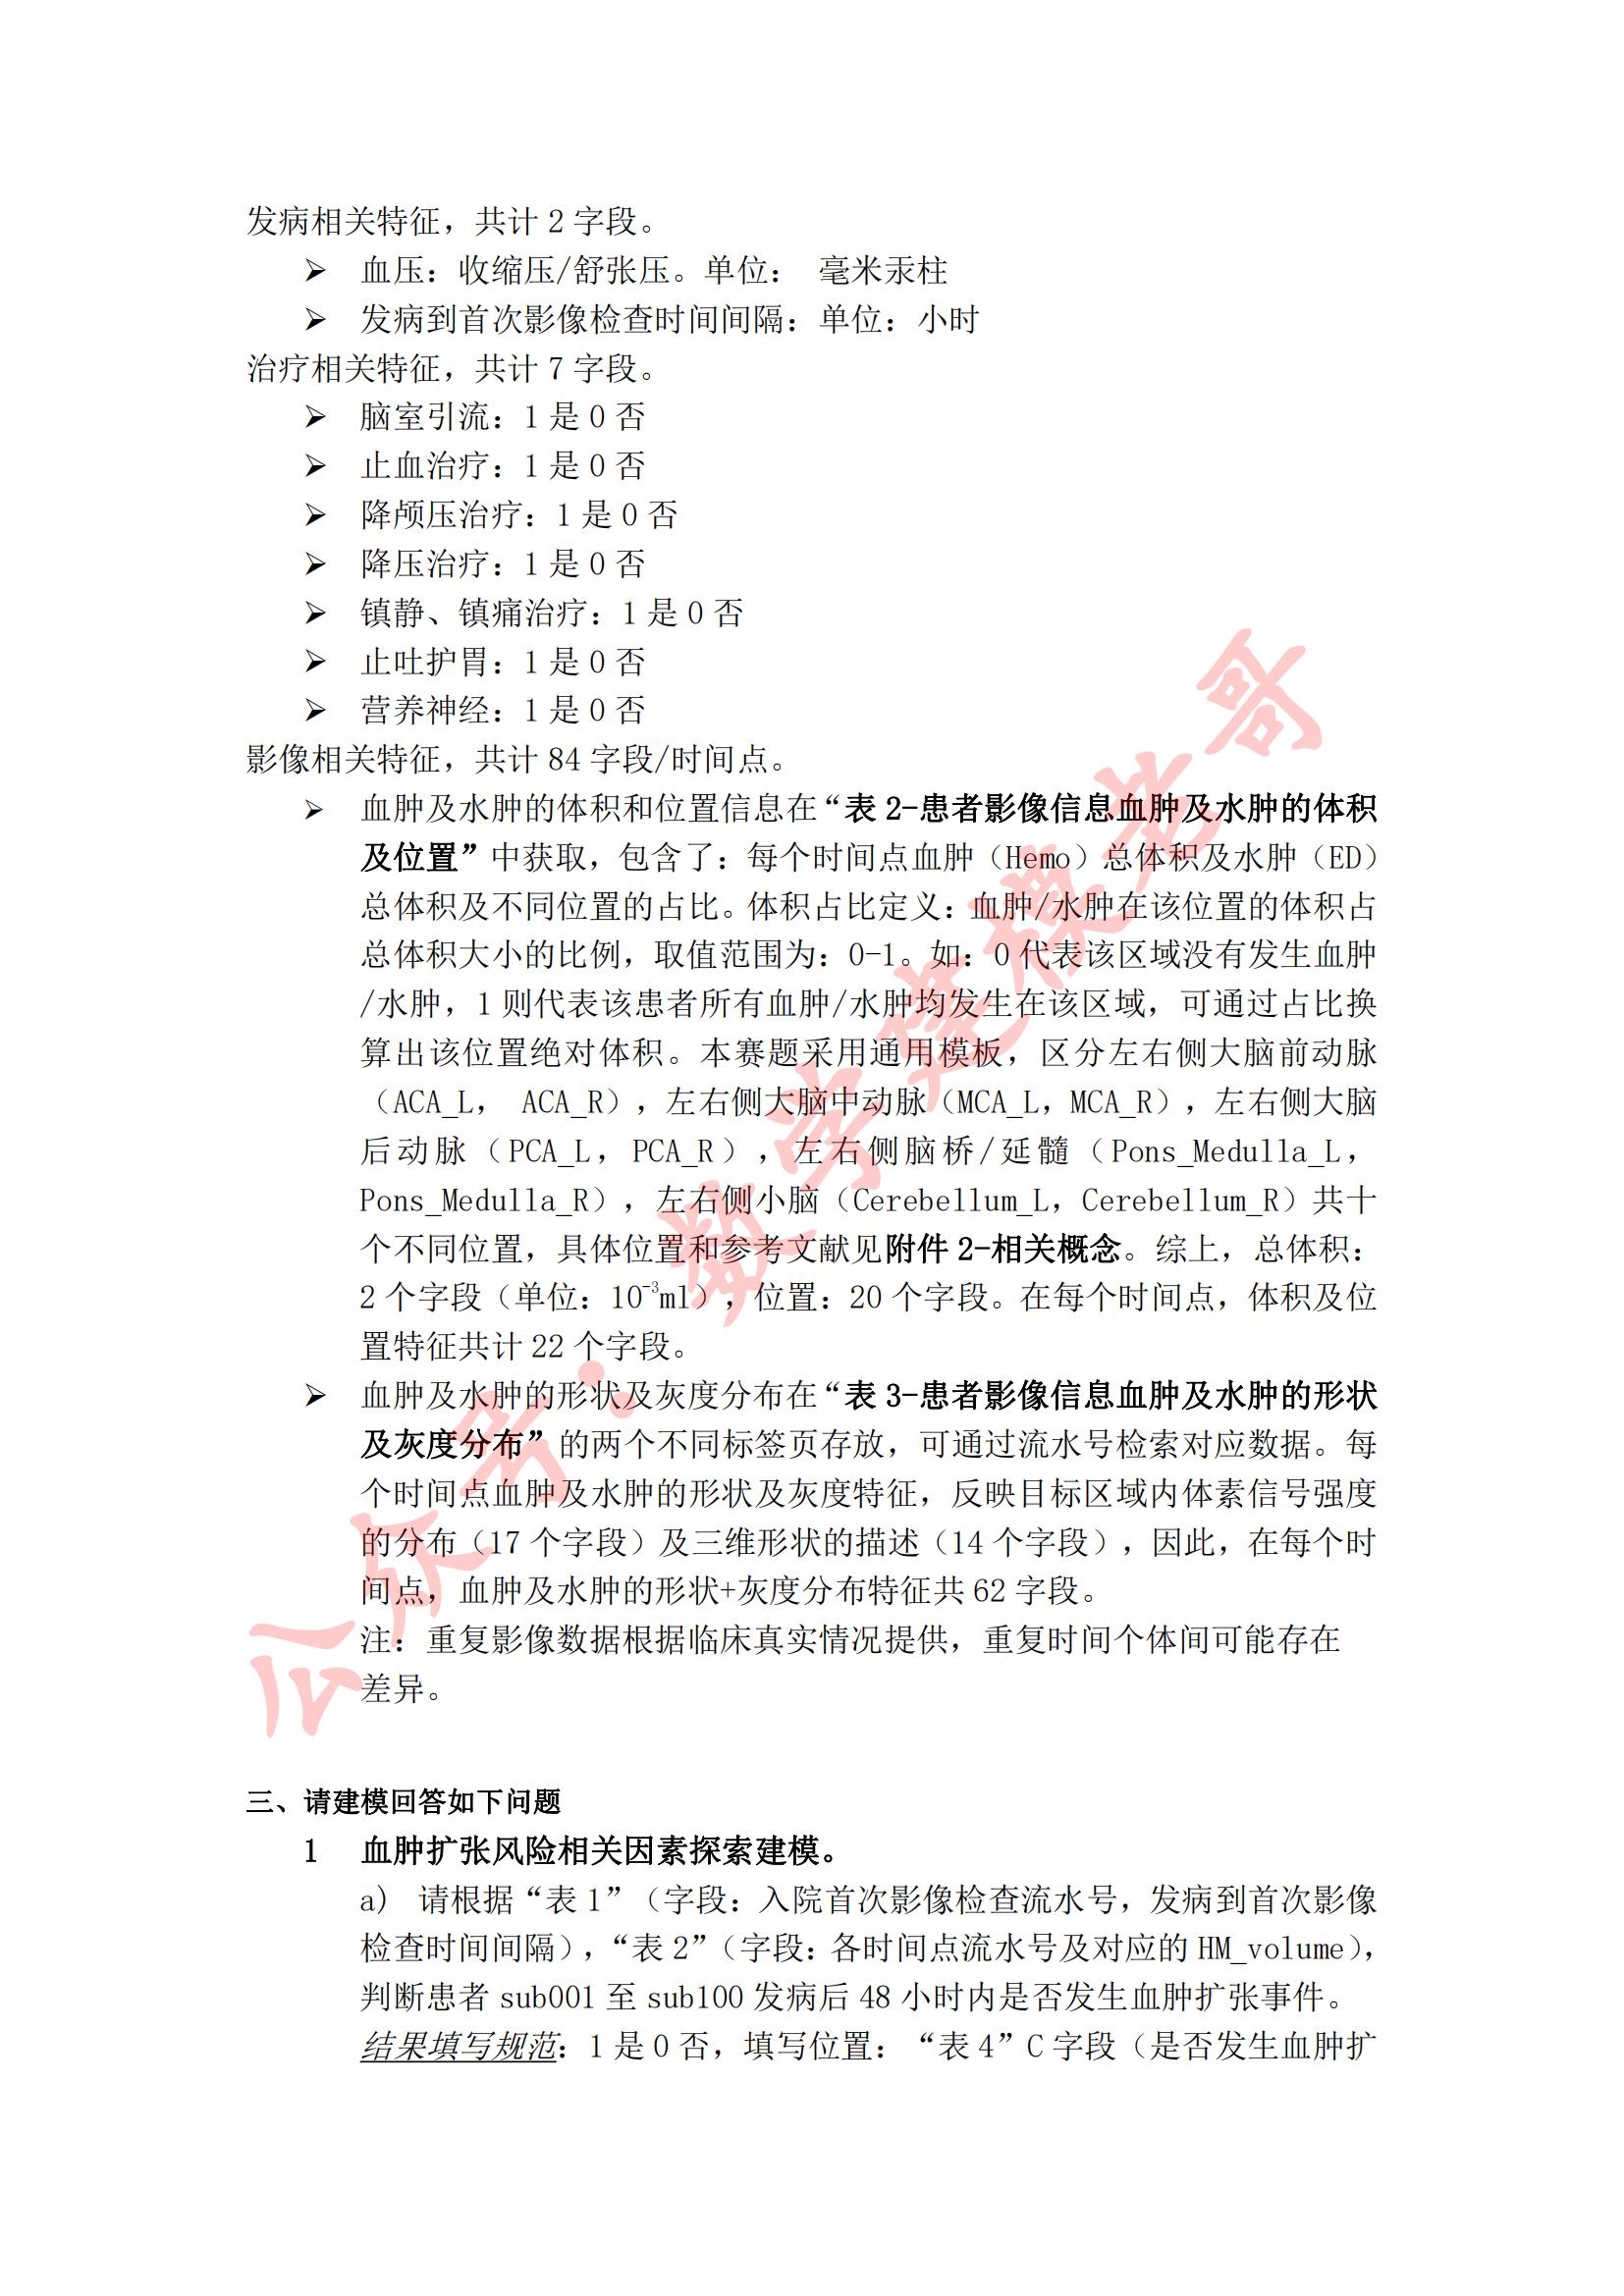 发病相关特征，共计 2 字段。
➢ 血压：收缩压/舒张压。单位： 毫米汞柱
➢ 发病到首次影像检查时间间隔：单位：小时
治疗相关特征，共计 7 字段。
➢ 脑室引流：1 是 0 否
➢ 止血治疗：1 是 0 否
➢ 降颅压治疗：1 是 0 否
➢ 降压治疗：1 是 0 否
➢ 镇静、镇痛治疗：1 是 0 否
➢ 止吐护胃：1 是 0 否
➢ 营养神经：1 是 0 否
影像相关特征，共计 84 字段/时间点。
➢ 血肿及水肿的体积和位置信息在“表 2-患者影像信息血肿及水肿的体积
及位置”中获取，包含了：每个时间点血肿（Hemo）总体积及水肿（ED）
总体积及不同位置的占比。体积占比定义：血肿/水肿在该位置的体积占
总体积大小的比例，取值范围为：0-1。如：0 代表该区域没有发生血肿
/水肿，1 则代表该患者所有血肿/水肿均发生在该区域，可通过占比换
算出该位置绝对体积。本赛题采用通用模板，区分左右侧大脑前动脉
（ACA_L， ACA_R），左右侧大脑中动脉（MCA_L，MCA_R），左右侧大脑
后动脉（PCA_L，PCA_R），左右侧脑桥/延髓（Pons_Medulla_L，
Pons_Medulla_R），左右侧小脑（Cerebellum_L，Cerebellum_R）共十
个不同位置，具体位置和参考文献见附件 2-相关概念。综上，总体积：
2 个字段（单位：10⁻³ml），位置：20 个字段。在每个时间点，体积及位
置特征共计 22 个字段。
➢ 血肿及水肿的形状及灰度分布在“表 3-患者影像信息血肿及水肿的形状
及灰度分布”的两个不同标签页存放，可通过流水号检索对应数据。每
个时间点血肿及水肿的形状及灰度特征，反映目标区域内体素信号强度
的分布（17 个字段）及三维形状的描述（14 个字段），因此，在每个时
间点，血肿及水肿的形状+灰度分布特征共 62 字段。
注：重复影像数据根据临床真实情况提供，重复时间个体间可能存在
差异。
三、请建模回答如下问题
1 血肿扩张风险相关因素探索建模。
a) 请根据“表 1”（字段：入院首次影像检查流水号，发病到首次影像
检查时间间隔），“表 2”（字段：各时间点流水号及对应的 HM_volume），
判断患者 sub001 至 sub100 发病后 48 小时内是否发生血肿扩张事件。
结果填写规范：1 是 0 否，填写位置：“表 4”C 字段（是否发生血肿扩
公众号：数学建模老哥